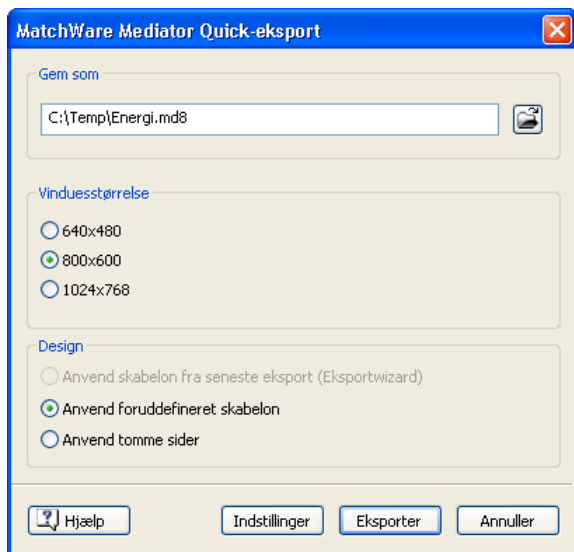 MatchWare Mediator Quick-eksport
Gem som
C:\Temp\Energi.md8
Vinduesstørrelse
640x480
800x600
1024x768
Design
Anvend skabelon fra seneste eksport (Eksportwizard)
Anvend foruddefineret skabelon
Anvend tomme sider
Hjælp Indstillinger Eksporter Annuller